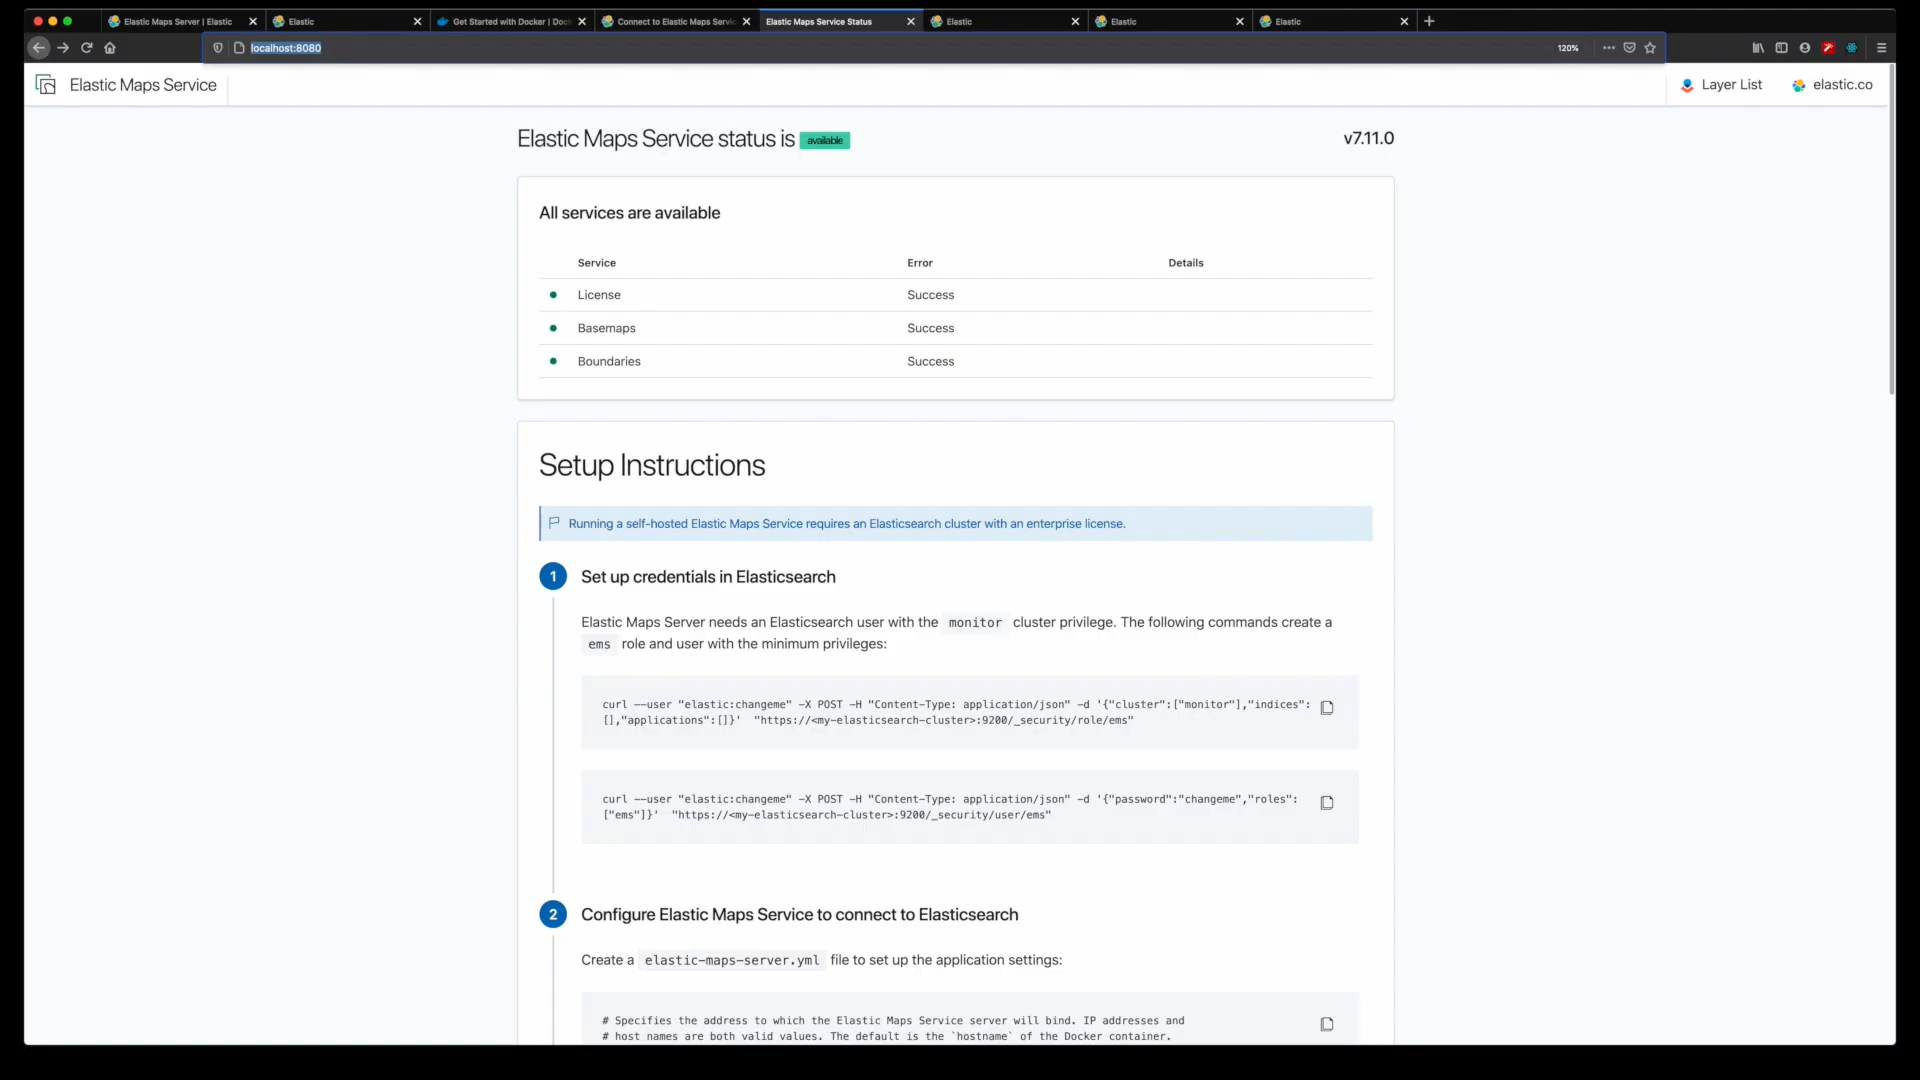 Elastic Maps Server | Elastic
Elastic
Get Started with Docker | Doc
Connect to Elastic Maps Servic
Elastic Maps Service Status
Elastic
Elastic
Elastic
localhost:8080
120%
Elastic Maps Service
Layer List
elastic.co
Elastic Maps Service status is available
v7.11.0
All services are available
Service Error Details
License Success
Basemaps Success
Boundaries Success
Setup Instructions
Running a self-hosted Elastic Maps Service requires an Elasticsearch cluster with an enterprise license.
1 Set up credentials in Elasticsearch
Elastic Maps Server needs an Elasticsearch user with the monitor cluster privilege. The following commands create a
ems role and user with the minimum privileges:
curl --user "elastic:changeme" -X POST -H "Content-Type: application/json" -d '{"cluster":["monitor"],"indices":
[],"applications":[]}' "https://<my-elasticsearch-cluster>:9200/_security/role/ems"
curl --user "elastic:changeme" -X POST -H "Content-Type: application/json" -d '{"password":"changeme","roles":
["ems"]}' "https://<my-elasticsearch-cluster>:9200/_security/user/ems"
2 Configure Elastic Maps Service to connect to Elasticsearch
Create a elastic-maps-server.yml file to set up the application settings:
# Specifies the address to which the Elastic Maps Service server will bind. IP addresses and
# host names are both valid values. The default is the `hostname` of the Docker container.